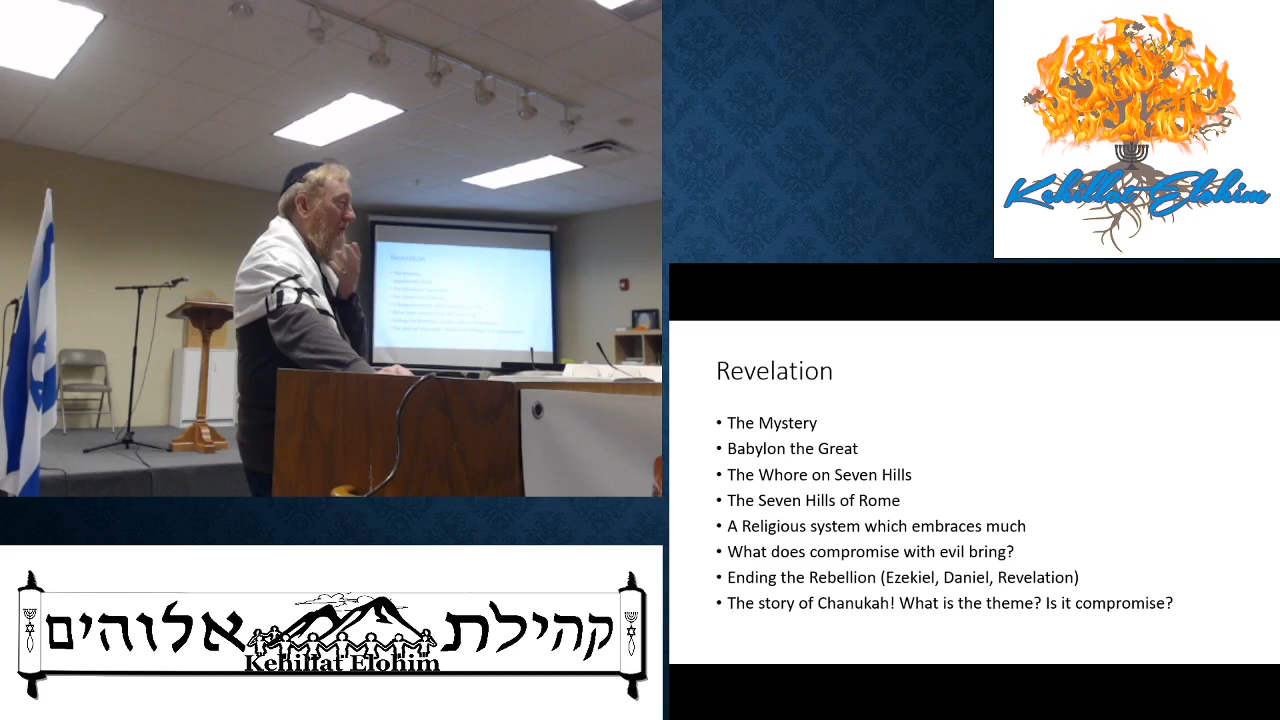 Kehillat Elohim
Revelation
• The Mystery
• Babylon the Great
• The Whore on Seven Hills
• The Seven Hills of Rome
• A Religious system which embraces much
• What does compromise with evil bring?
• Ending the Rebellion (Ezekiel, Daniel, Revelation)
• The story of Chanukah! What is the theme? Is it compromise?
קהילת אלוהים
Kehillat Elohim